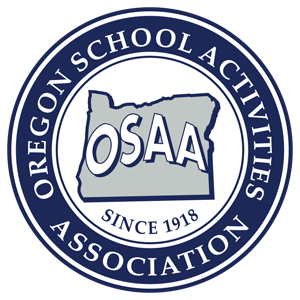 OREGON SCHOOL ACTIVITIES
OSAA
SINCE 1918
ASSOCIATION